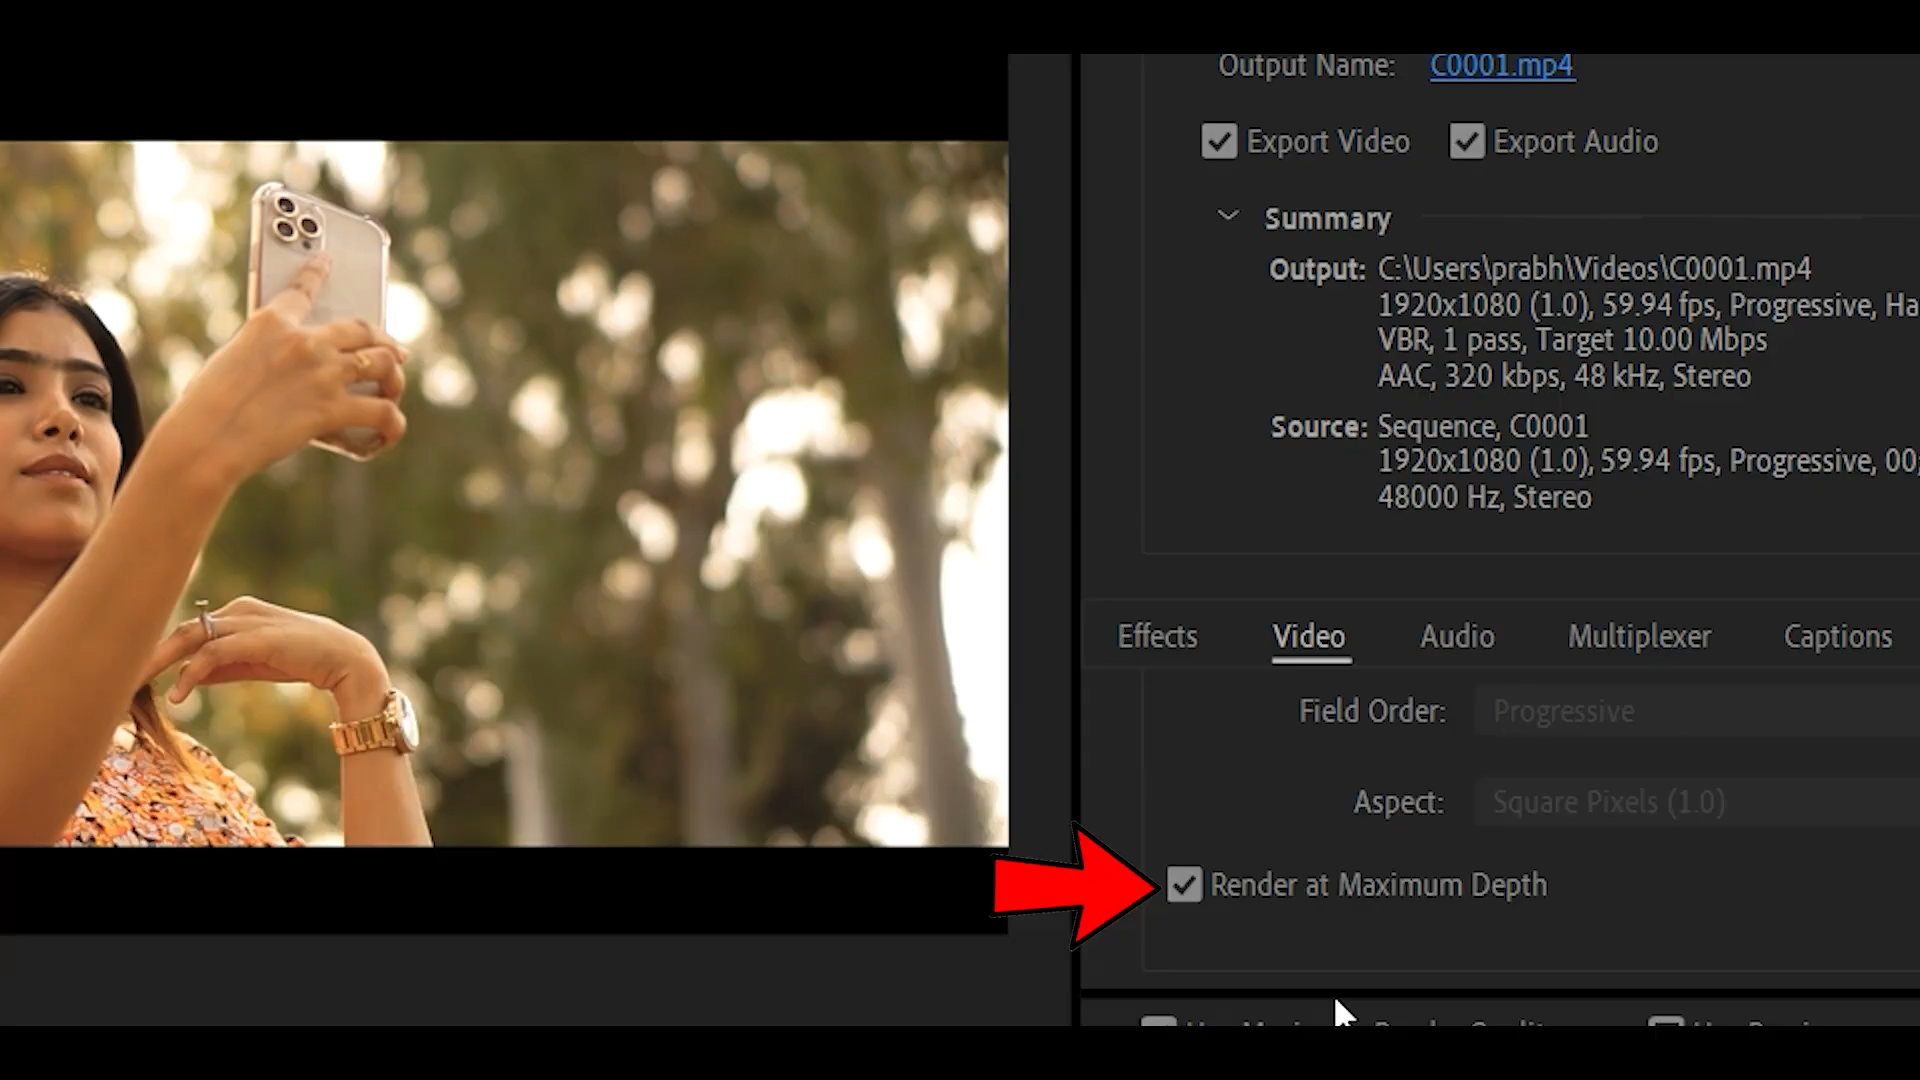 Output Name: C0001.mp4
Export Video Export Audio
Summary
Output: C:\Users\prabh\Videos\C0001.mp4
1920x1080 (1.0), 59.94 fps, Progressive, Ha
VBR, 1 pass, Target 10.00 Mbps
AAC, 320 kbps, 48 kHz, Stereo
Source: Sequence, C0001
1920x1080 (1.0), 59.94 fps, Progressive, 00
48000 Hz, Stereo
Effects Video Audio Multiplexer Captions
Field Order: Progressive
Aspect: Square Pixels (1.0)
Render at Maximum Depth